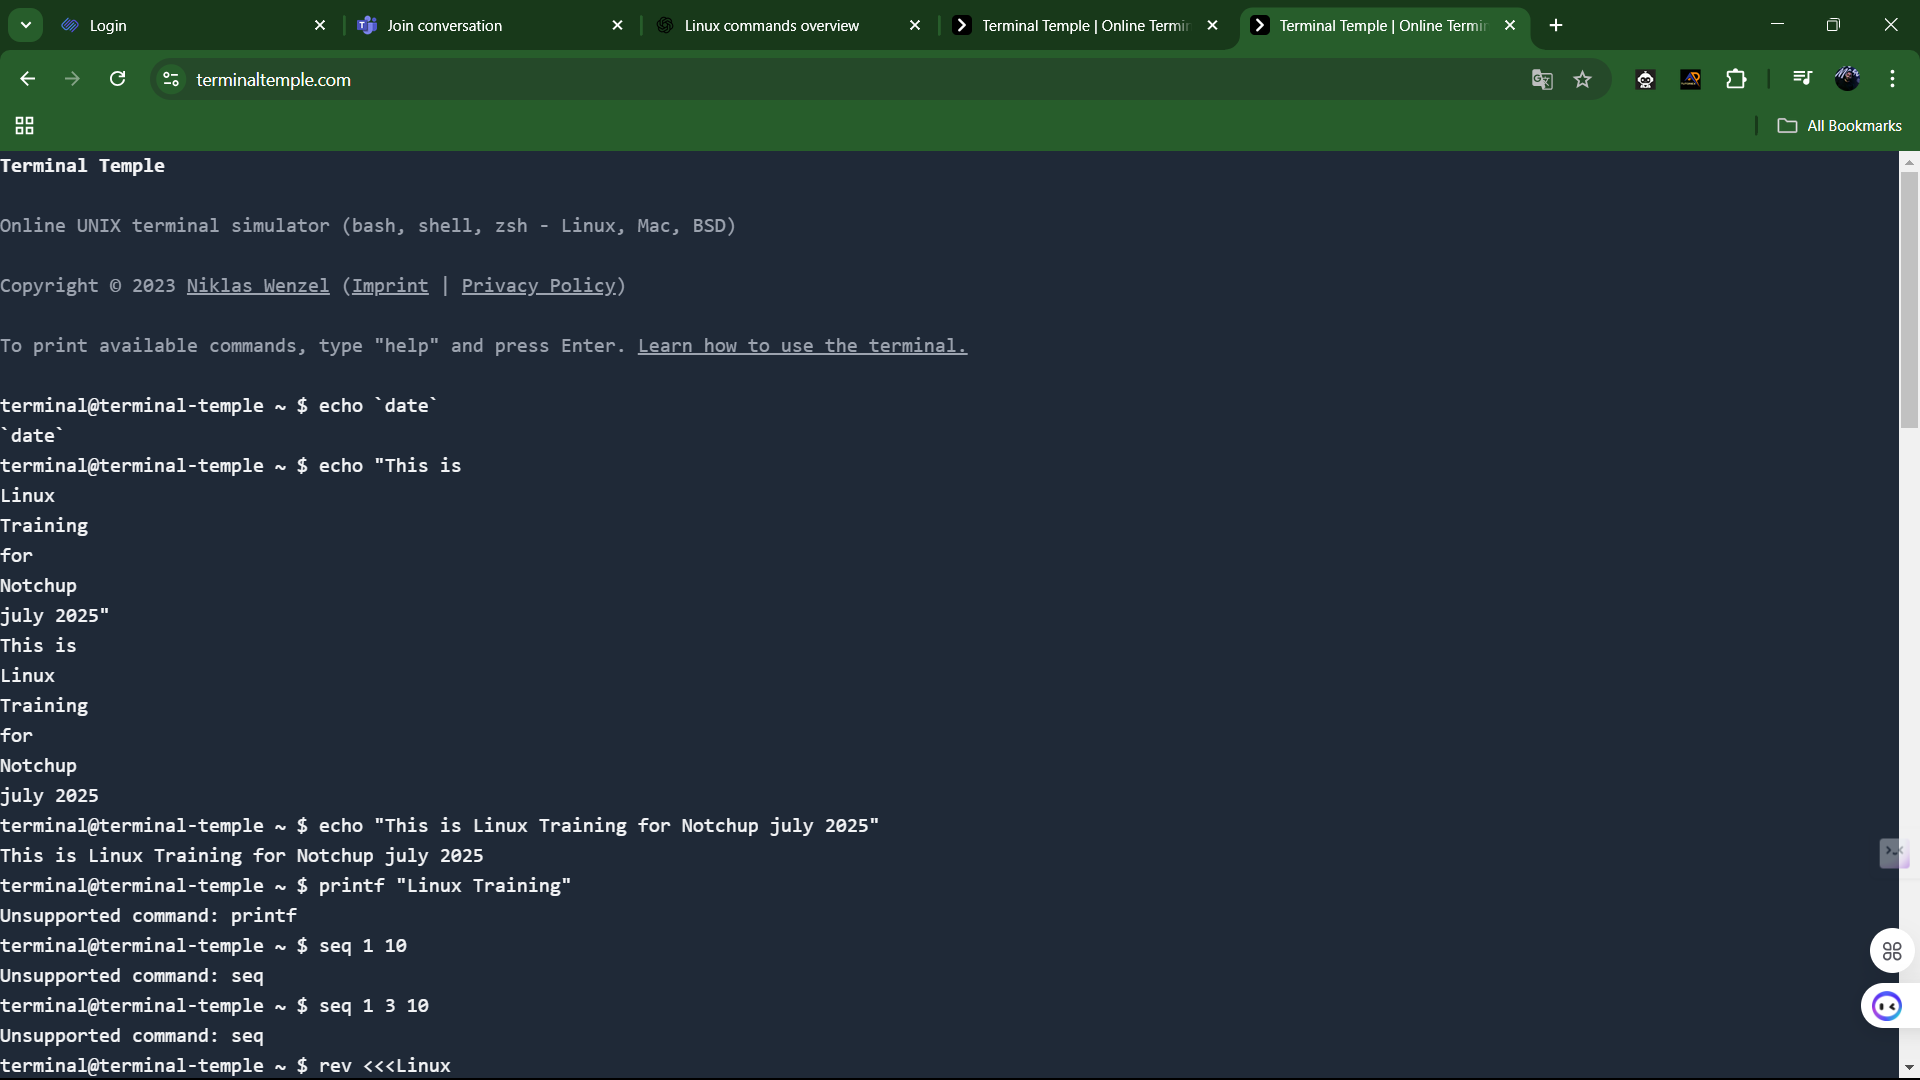 Login
Join conversation
Linux commands overview
Terminal Temple | Online Termin
Terminal Temple | Online Termin
terminaltemple.com
All Bookmarks
Terminal Temple
Online UNIX terminal simulator (bash, shell, zsh - Linux, Mac, BSD)
Copyright © 2023 Niklas Wenzel (Imprint | Privacy Policy)
To print available commands, type "help" and press Enter. Learn how to use the terminal.
terminal@terminal-temple ~ $ echo `date`
`date`
terminal@terminal-temple ~ $ echo "This is
Linux
Training
for
Notchup
july 2025"
This is
Linux
Training
for
Notchup
july 2025
terminal@terminal-temple ~ $ echo "This is Linux Training for Notchup july 2025"
This is Linux Training for Notchup july 2025
terminal@terminal-temple ~ $ printf "Linux Training"
Unsupported command: printf
terminal@terminal-temple ~ $ seq 1 10
Unsupported command: seq
terminal@terminal-temple ~ $ seq 1 3 10
Unsupported command: seq
terminal@terminal-temple ~ $ rev <<<Linux